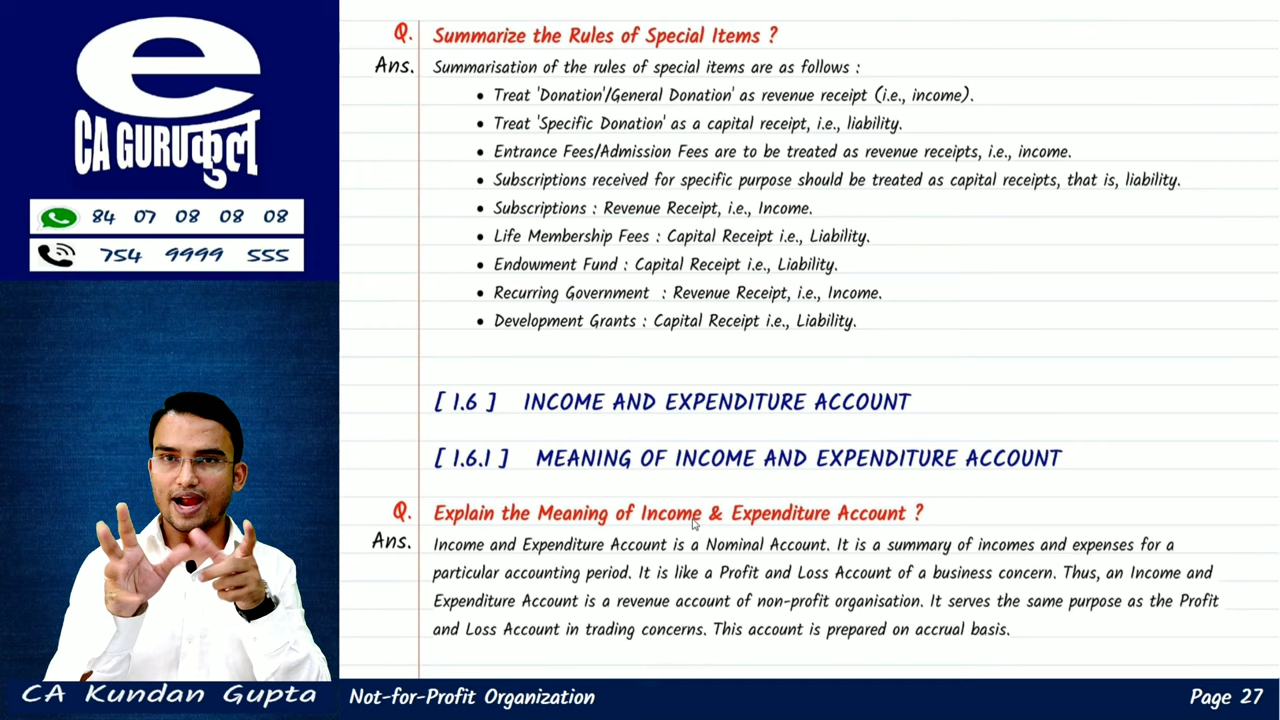 e
CA GURUकुल
84 07 08 08 08
754 9999 555
CA Kundan Gupta
Q. Summarize the Rules of Special Items ?
Ans. Summarisation of the rules of special items are as follows :
• Treat 'Donation'/General Donation' as revenue receipt (i.e., income).
• Treat 'Specific Donation' as a capital receipt, i.e., liability.
• Entrance Fees/Admission Fees are to be treated as revenue receipts, i.e., income.
• Subscriptions received for specific purpose should be treated as capital receipts, that is, liability.
• Subscriptions : Revenue Receipt, i.e., Income.
• Life Membership Fees : Capital Receipt i.e., Liability.
• Endowment Fund : Capital Receipt i.e., Liability.
• Recurring Government : Revenue Receipt, i.e., Income.
• Development Grants : Capital Receipt i.e., Liability.
[ 1.6 ] INCOME AND EXPENDITURE ACCOUNT
[ 1.6.1 ] MEANING OF INCOME AND EXPENDITURE ACCOUNT
Q. Explain the Meaning of Income & Expenditure Account ?
Ans. Income and Expenditure Account is a Nominal Account. It is a summary of incomes and expenses for a
particular accounting period. It is like a Profit and Loss Account of a business concern. Thus, an Income and
Expenditure Account is a revenue account of non-profit organisation. It serves the same purpose as the Profit
and Loss Account in trading concerns. This account is prepared on accrual basis.
Not-for-Profit Organization
Page 27